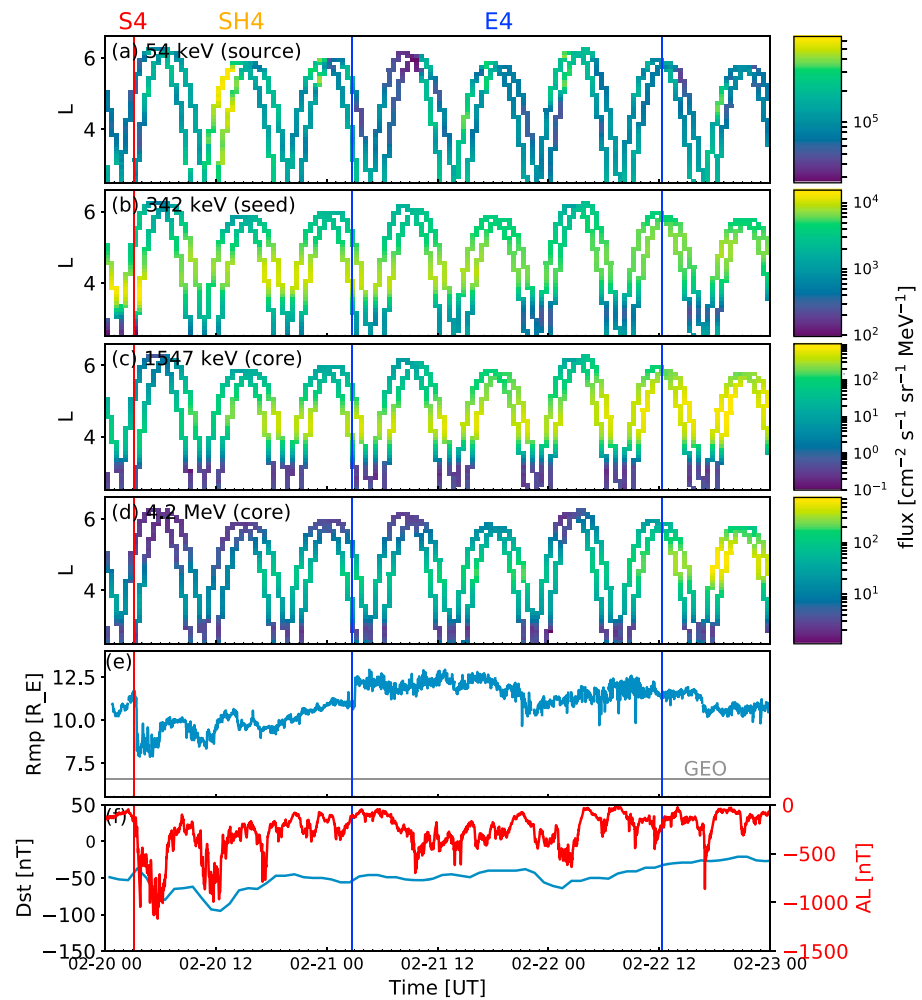 S4 SH4 E4
(a) 54 keV (source)
6
4
L
10^5
(b) 342 keV (seed)
6
4
L
10^4
10^3
10^2
(c) 1547 keV (core)
6
4
L
10^2
10^1
10^0
10^−1
(d) 4.2 MeV (core)
6
4
L
10^2
10^1
flux [cm^−2 s^−1 sr^−1 MeV^−1]
(e)
12.5
10.0
7.5
Rmp [R_E]
GEO
(f)
50
0
−50
−100
−150
Dst [nT]
0
−500
−1000
−1500
AL [nT]
02-20 00 02-20 12 02-21 00 02-21 12 02-22 00 02-22 12 02-23 00
Time [UT]